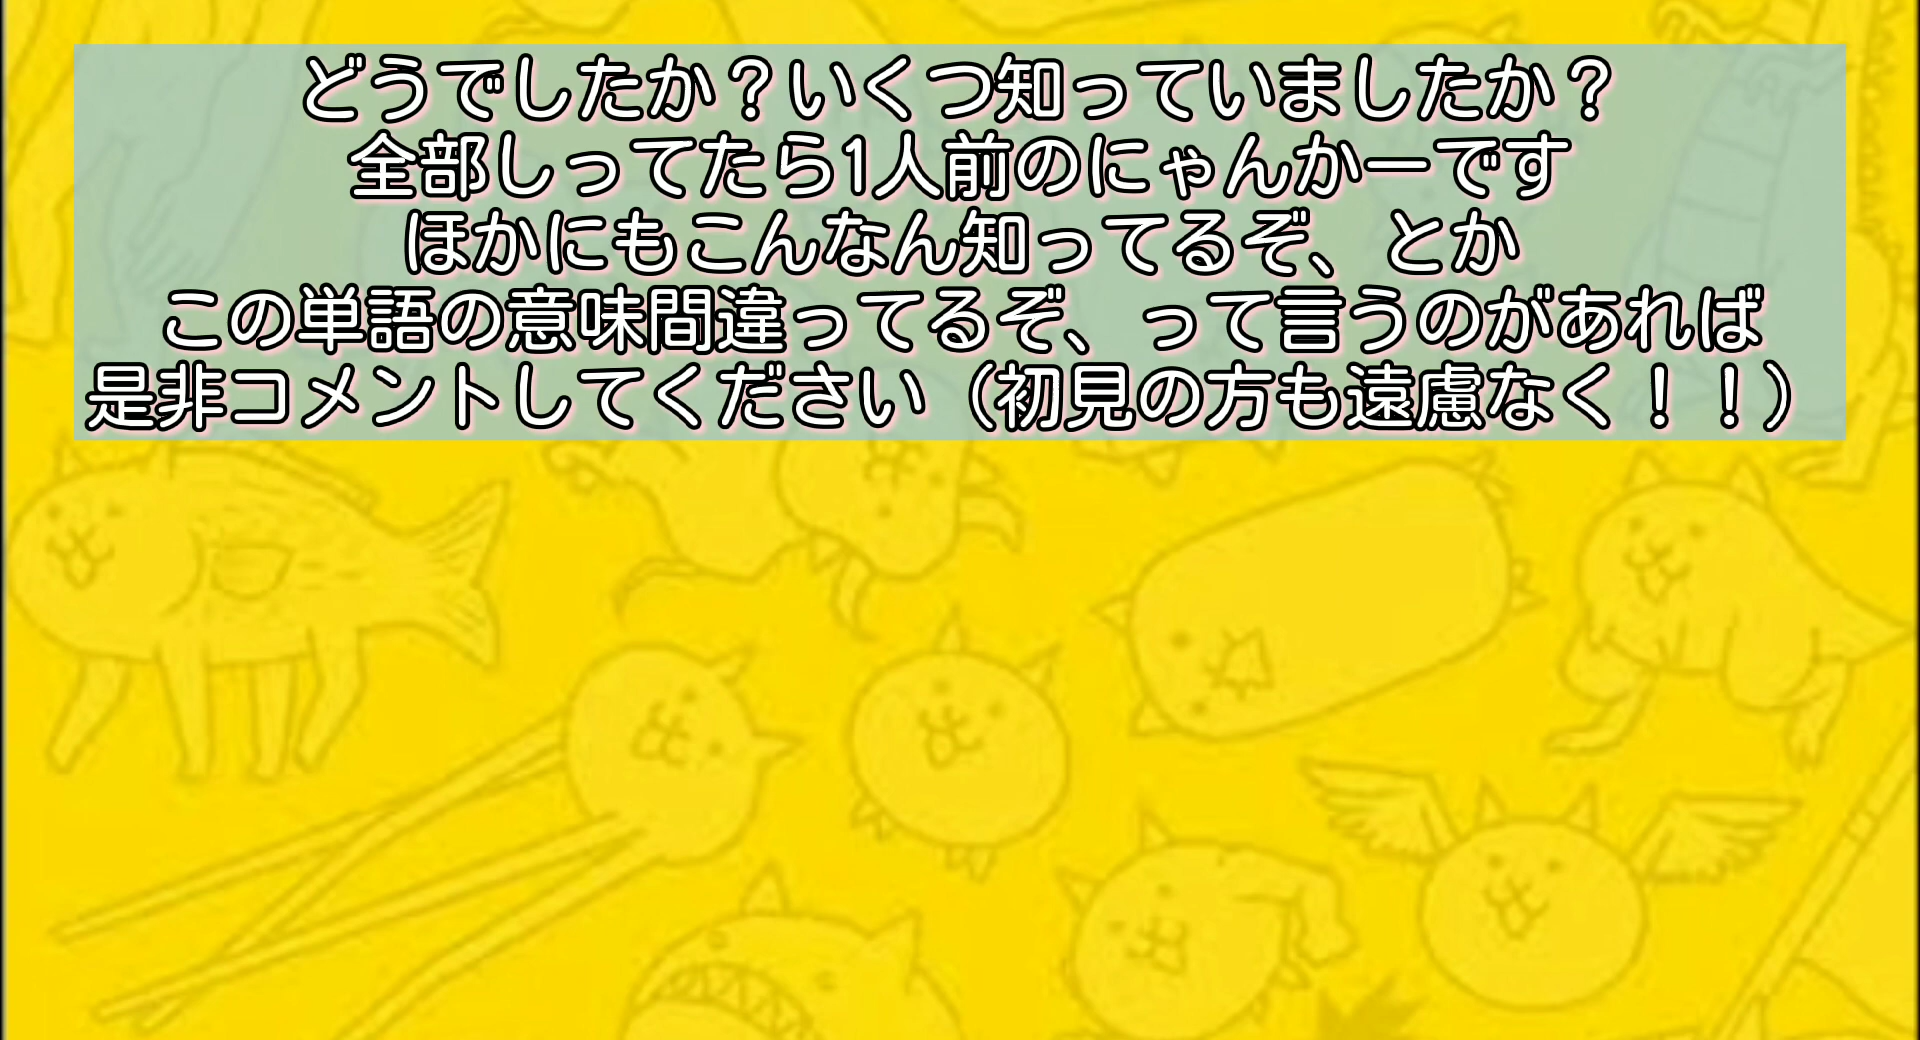 どうでしたか？いくつ知っていましたか？
全部しってたら1人前のにゃんかーです
ほかにもこんなん知ってるぞ、とか
この単語の意味間違ってるぞ、って言うのがあれば
是非コメントしてください（初見の方も遠慮なく！！）